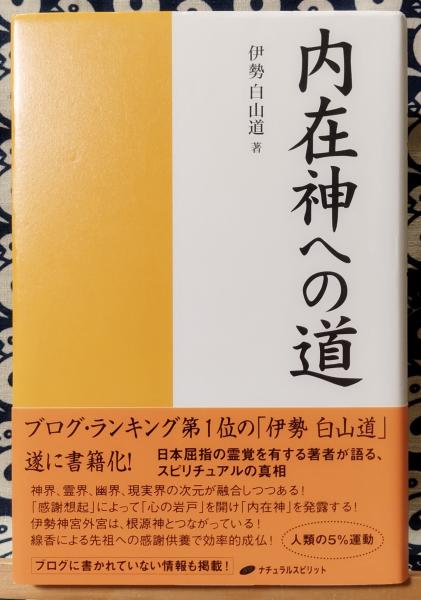 内在神への道
伊勢 白山道 著
ブログ・ランキング第1位の「伊勢 白山道」
遂に書籍化!
日本屈指の霊覚を有する著者が語る、
スピリチュアルの真相
神界、霊界、幽界、現実界の次元が融合しつつある!
「感謝想起」によって「心の岩戸」を開け「内在神」を発露する!
伊勢神宮外宮は、根源神とつながっている!
線香による先祖への感謝供養で効率的成仏!
人類の5%運動
ブログに書かれていない情報も掲載!
ナチュラルスピリット